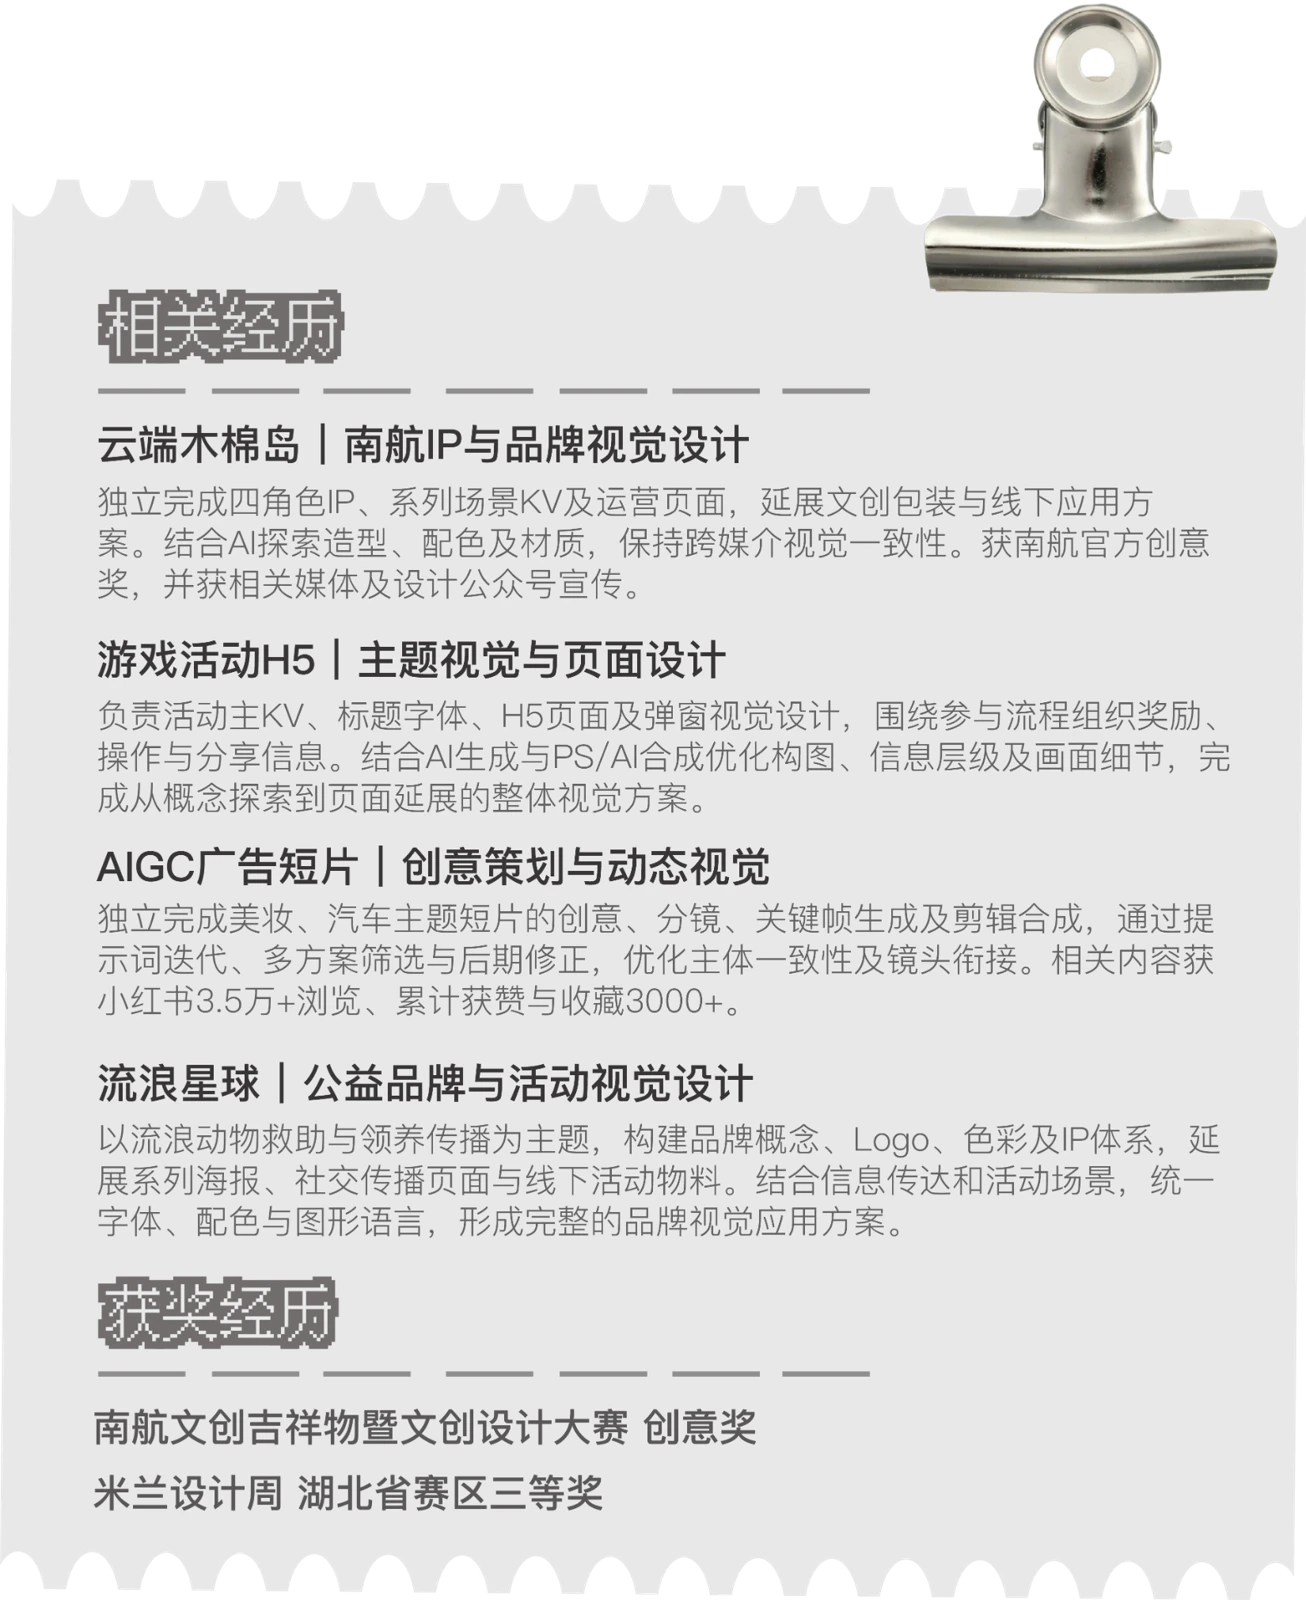 相关经历
云端木棉岛｜南航IP与品牌视觉设计
独立完成四角色IP、系列场景KV及运营页面，延展文创包装与线下应用方
案。结合AI探索造型、配色及材质，保持跨媒介视觉一致性。获南航官方创意
奖，并获相关媒体及设计公众号宣传。
游戏活动H5｜主题视觉与页面设计
负责活动主KV、标题字体、H5页面及弹窗视觉设计，围绕参与流程组织奖励、
操作与分享信息。结合AI生成与PS/AI合成优化构图、信息层级及画面细节，完
成从概念探索到页面延展的整体视觉方案。
AIGC广告短片｜创意策划与动态视觉
独立完成美妆、汽车主题短片的创意、分镜、关键帧生成及剪辑合成，通过提
示词迭代、多方案筛选与后期修正，优化主体一致性及镜头衔接。相关内容获
小红书3.5万+浏览、累计获赞与收藏3000+。
流浪星球｜公益品牌与活动视觉设计
以流浪动物救助与领养传播为主题，构建品牌概念、Logo、色彩及IP体系，延
展系列海报、社交传播页面与线下活动物料。结合信息传达和活动场景，统一
字体、配色与图形语言，形成完整的品牌视觉应用方案。
获奖经历
南航文创吉祥物暨文创设计大赛 创意奖
米兰设计周 湖北省赛区三等奖